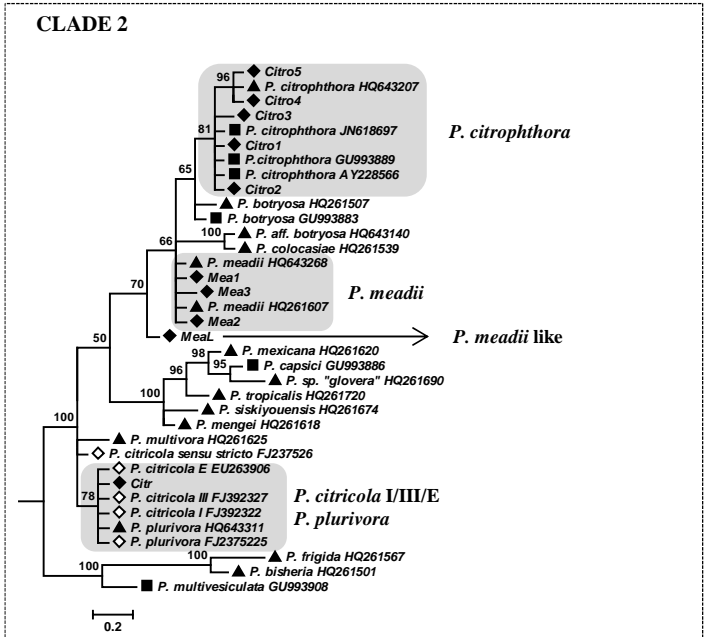 CLADE 2
Citro5
96
P. citrophthora HQ643207
Citro4
Citro3
81
P. citrophthora JN618697
P. citrophthora
Citro1
P.citrophthora GU993889
P. citrophthora AY228566
65
Citro2
P. botryosa HQ261507
P. botryosa GU993883
66
100
P. aff. botryosa HQ643140
P. colocasiae HQ261539
P. meadii HQ643268
Mea1
70
Mea3
P. meadii
P. meadii HQ261607
Mea2
MeaL
P. meadii like
50
P. mexicana HQ261620
98
P. capsici GU993886
95
P. sp. "glovera" HQ261690
96
P. tropicalis HQ261720
100
P. siskiyouensis HQ261674
P. mengei HQ261618
100
P. multivora HQ261625
P. citricola sensu stricto FJ237526
P. citricola E EU263906
Citr
78
P. citricola III FJ392327
P. citricola I/III/E
P. citricola I FJ392322
P. plurivora
P. plurivora HQ643311
P. plurivora FJ2375225
100
P. frigida HQ261567
100
P. bisheria HQ261501
P. multivesiculata GU993908
0.2